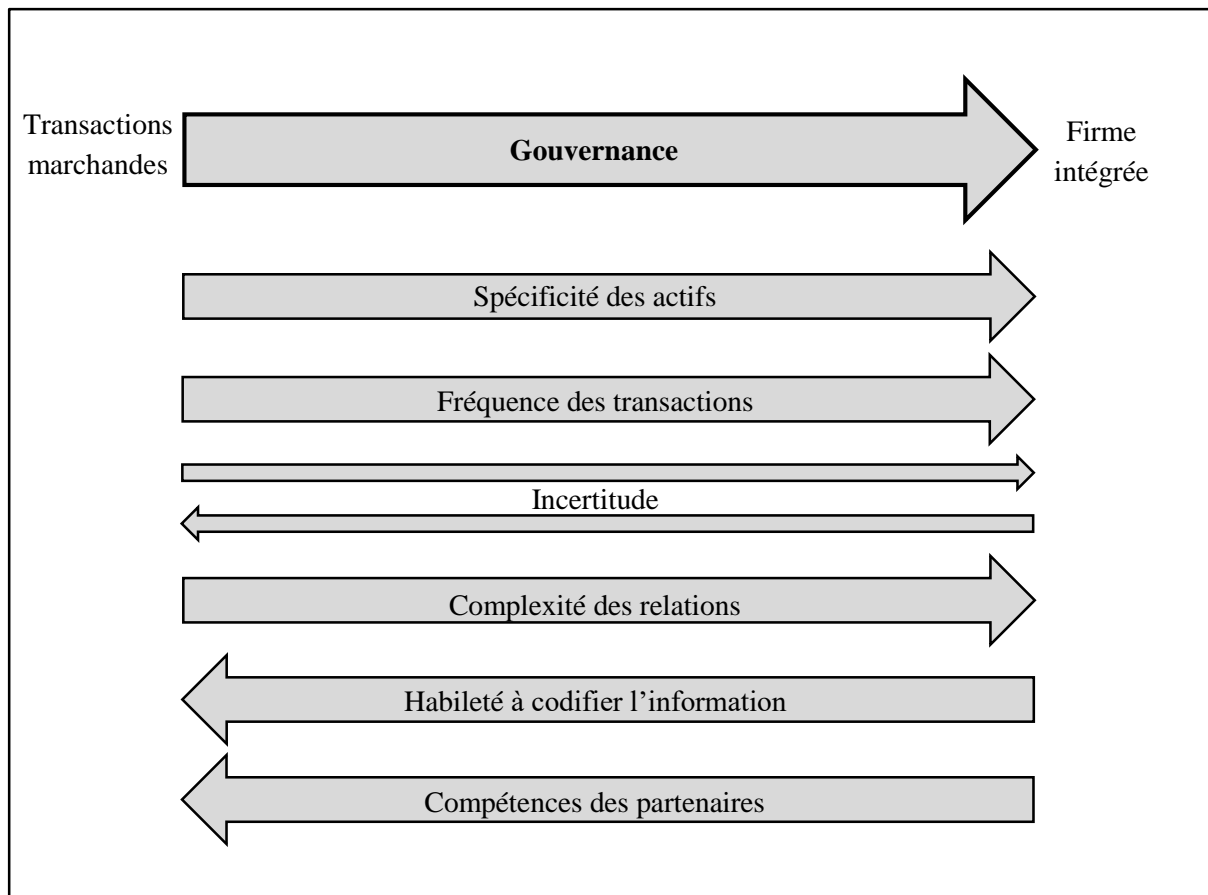 Transactions
marchandes
Gouvernance
Firme
intégrée
Spécificité des actifs
Fréquence des transactions
Incertitude
Complexité des relations
Habileté à codifier l’information
Compétences des partenaires